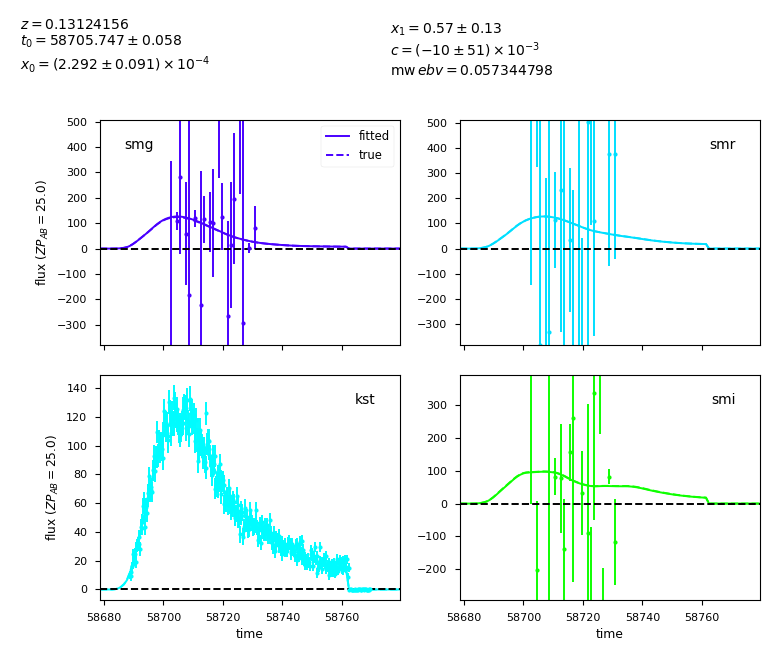 z = 0.13124156
t₀ = 58705.747 ± 0.058
x₀ = (2.292 ± 0.091) × 10⁻⁴
x₁ = 0.57 ± 0.13
c = (−10 ± 51) × 10⁻³
mw ebv = 0.057344798
smg
fitted
true
500
400
300
200
100
0
−100
−200
−300
flux (ZP_AB = 25.0)
smr
500
400
300
200
100
0
−100
−200
−300
kst
140
120
100
80
60
40
20
0
flux (ZP_AB = 25.0)
58680 58700 58720 58740 58760
time
smi
300
200
100
0
−100
−200
58680 58700 58720 58740 58760
time